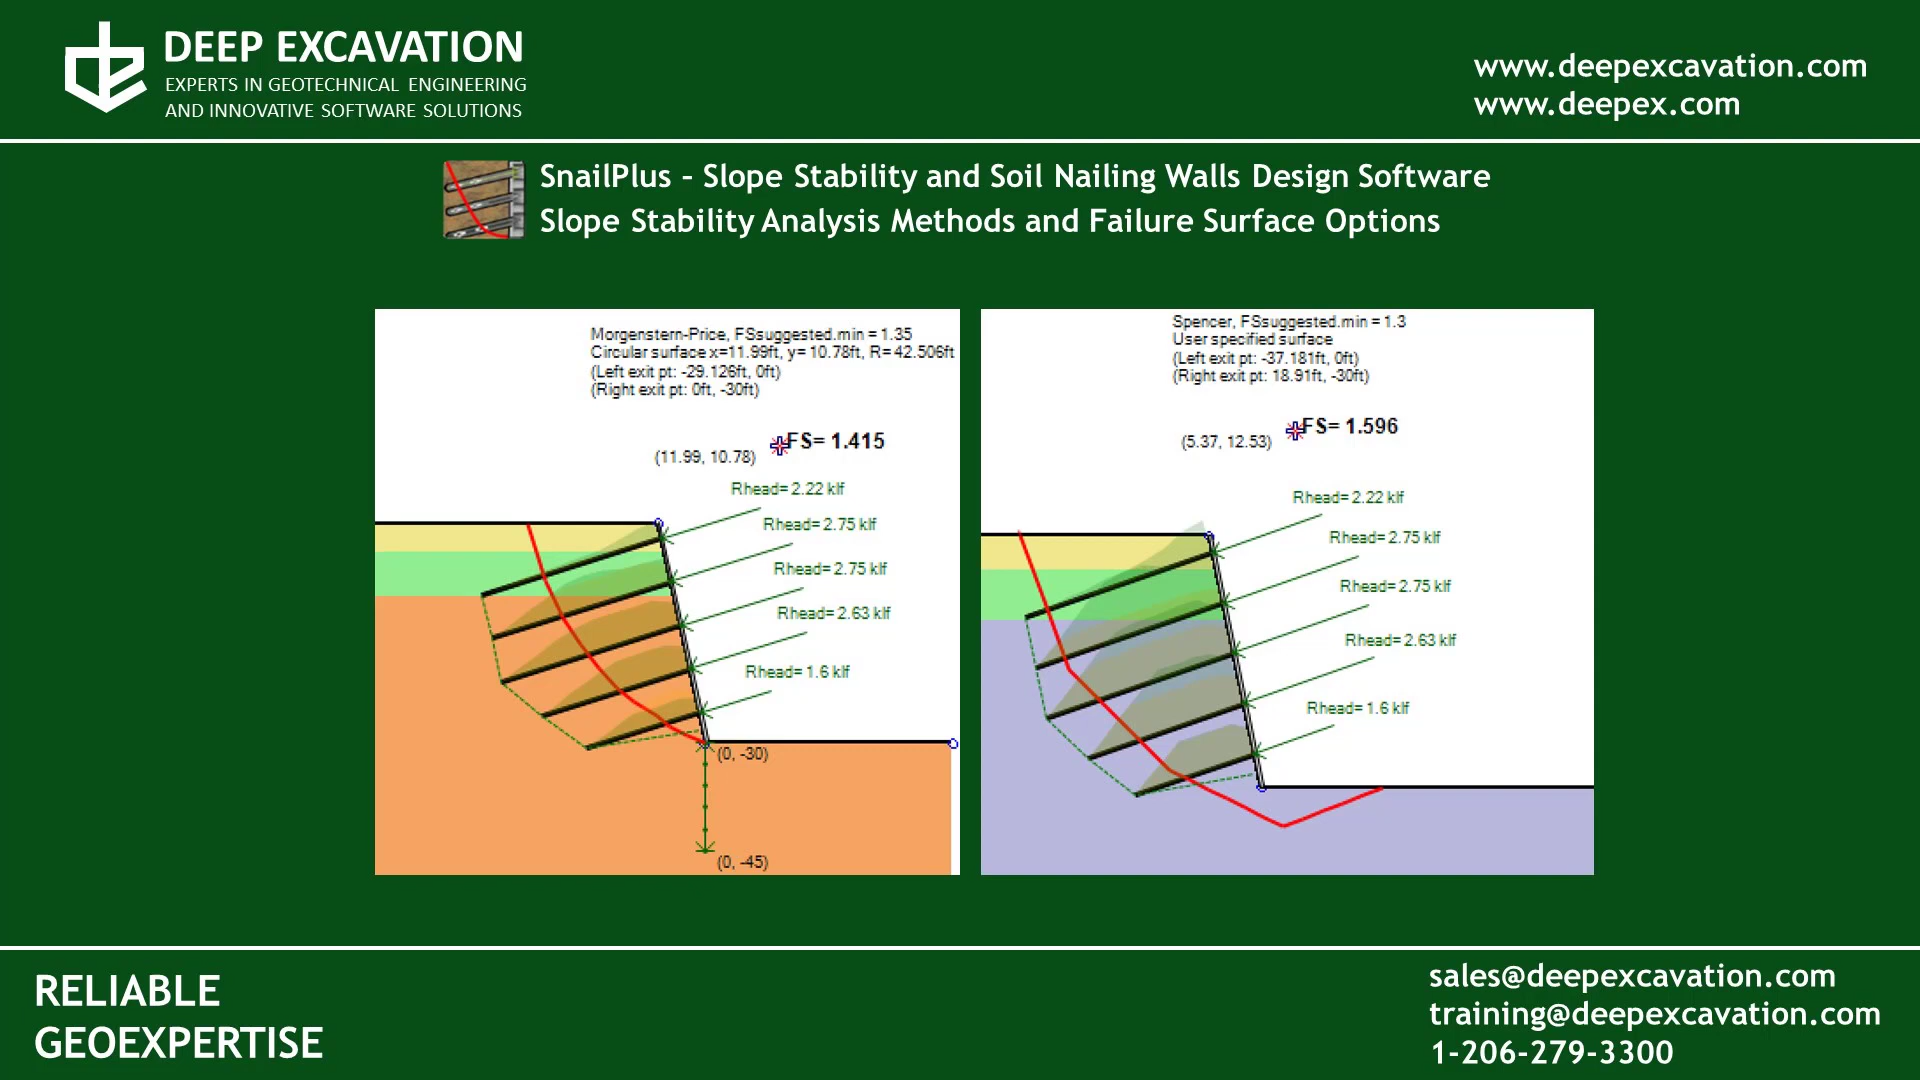 DEEP EXCAVATION
EXPERTS IN GEOTECHNICAL ENGINEERING
AND INNOVATIVE SOFTWARE SOLUTIONS
www.deepexcavation.com
www.deepex.com
SnailPlus – Slope Stability and Soil Nailing Walls Design Software
Slope Stability Analysis Methods and Failure Surface Options
Morgenstern-Price, FSsuggested.min = 1.35
Circular surface x=11.99ft, y= 10.78ft, R= 42.506ft
(Left exit pt: -29.126ft, 0ft)
(Right exit pt: 0ft, -30ft)
FS= 1.415
(11.99, 10.78)
Rhead= 2.22 klf
Rhead= 2.75 klf
Rhead= 2.75 klf
Rhead= 2.63 klf
Rhead= 1.6 klf
(0, -30)
(0, -45)
Spencer, FSsuggested.min = 1.3
User specified surface
(Left exit pt: -37.181ft, 0ft)
(Right exit pt: 18.91ft, -30ft)
FS= 1.596
(5.37, 12.53)
Rhead= 2.22 klf
Rhead= 2.75 klf
Rhead= 2.75 klf
Rhead= 2.63 klf
Rhead= 1.6 klf
RELIABLE
GEOEXPERTISE
sales@deepexcavation.com
training@deepexcavation.com
1-206-279-3300